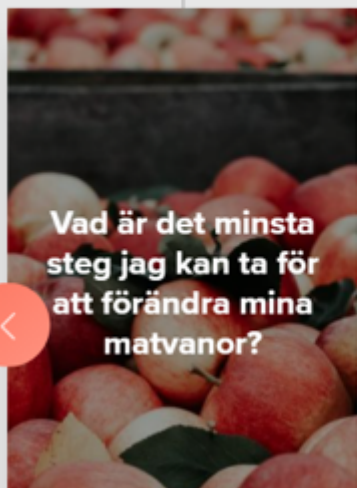 Vad är det minsta
steg jag kan ta för
att förändra mina
matvanor?